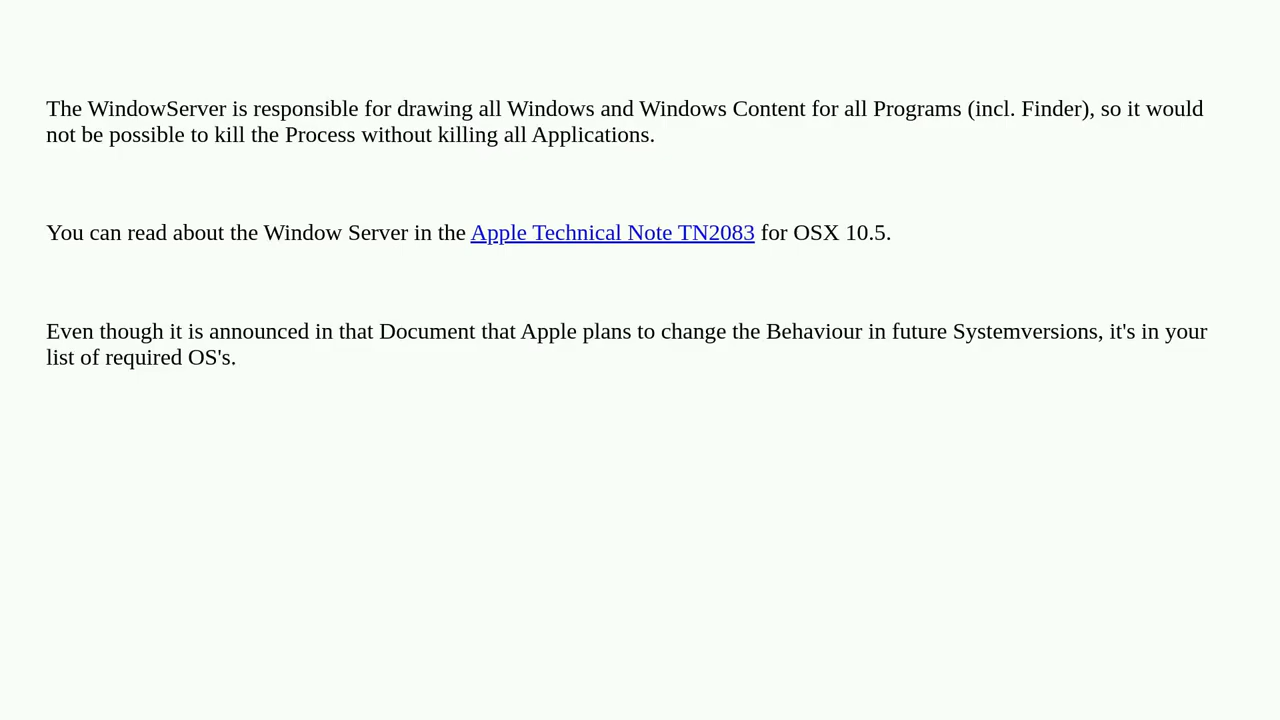 The WindowServer is responsible for drawing all Windows and Windows Content for all Programs (incl. Finder), so it would
not be possible to kill the Process without killing all Applications.
You can read about the Window Server in the Apple Technical Note TN2083 for OSX 10.5.
Even though it is announced in that Document that Apple plans to change the Behaviour in future Systemversions, it's in your
list of required OS's.